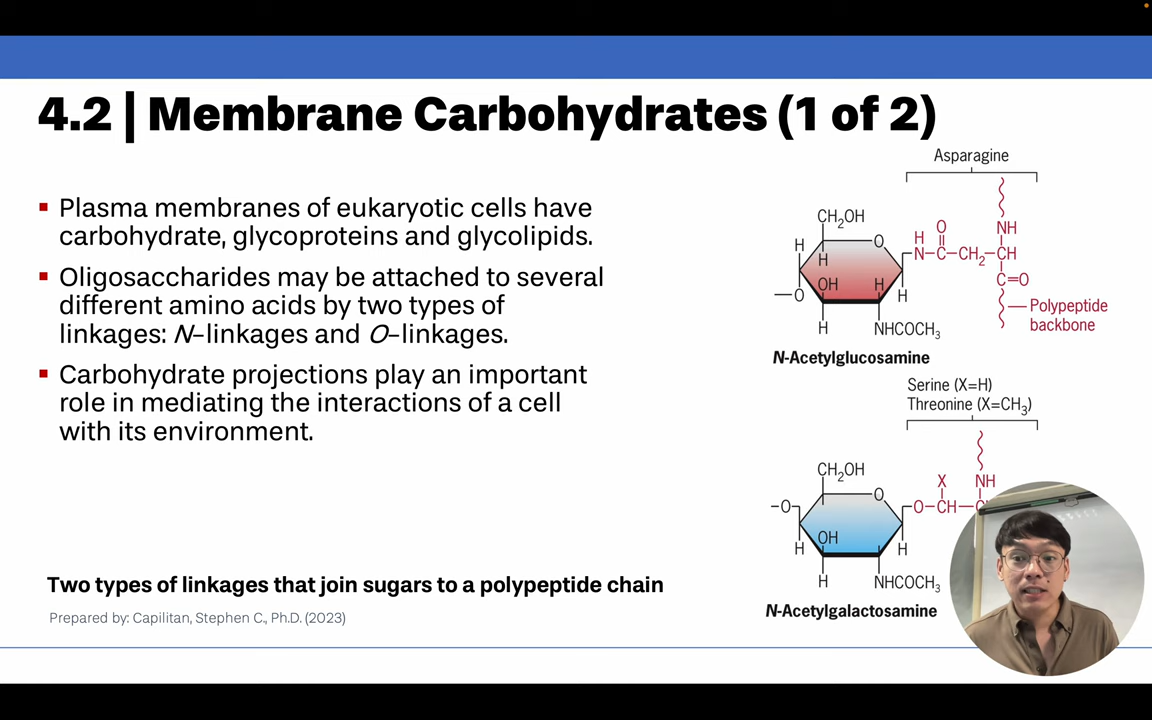 4.2 | Membrane Carbohydrates (1 of 2)
Plasma membranes of eukaryotic cells have
carbohydrate, glycoproteins and glycolipids.
Oligosaccharides may be attached to several
different amino acids by two types of
linkages: N–linkages and O–linkages.
Carbohydrate projections play an important
role in mediating the interactions of a cell
with its environment.
Two types of linkages that join sugars to a polypeptide chain
Prepared by: Capilitan, Stephen C., Ph.D. (2023)
Asparagine
CH₂OH
O
H
H
OH
H
H
H
NHCOCH₃
—O
H
N—C—CH₂—CH
O
NH
C=O
Polypeptide
backbone
N-Acetylglucosamine
Serine (X=H)
Threonine (X=CH₃)
CH₂OH
O
–O
H
OH
H
H
NHCOCH₃
O—CH—
X
NH
N-Acetylgalactosamine